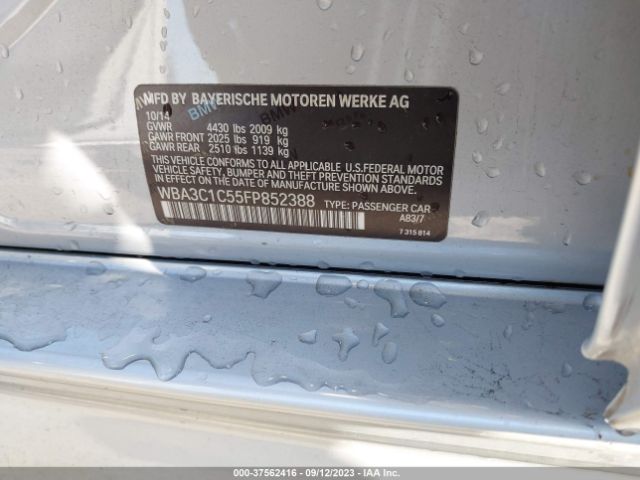 MFD BY BAYERISCHE MOTOREN WERKE AG
10/14
GVWR 4430 lbs 2009 kg
GAWR FRONT 2025 lbs 919 kg
GAWR REAR 2510 lbs 1139 kg
THIS VEHICLE CONFORMS TO ALL APPLICABLE U.S.FEDERAL MOTOR
VEHICLE SAFETY, BUMPER AND THEFT PREVENTION STANDARDS
IN EFFECT ON THE DATE OF MANUFACTURE SHOWN ABOVE
WBA3C1C55FP852388 TYPE: PASSENGER CAR
A83/7
7 315 814
000-37562416 - 09/12/2023 - IAA Inc.